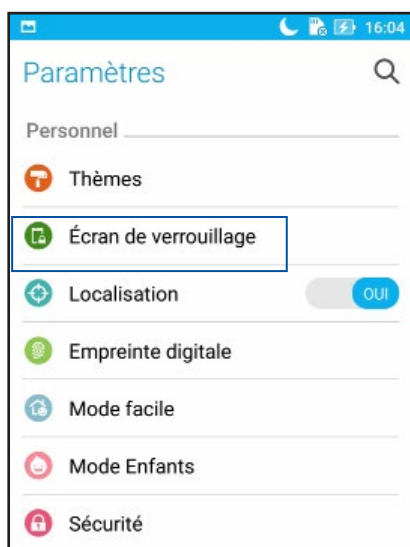 16:04
Paramètres
Personnel
Thèmes
Écran de verrouillage
Localisation OUI
Empreinte digitale
Mode facile
Mode Enfants
Sécurité